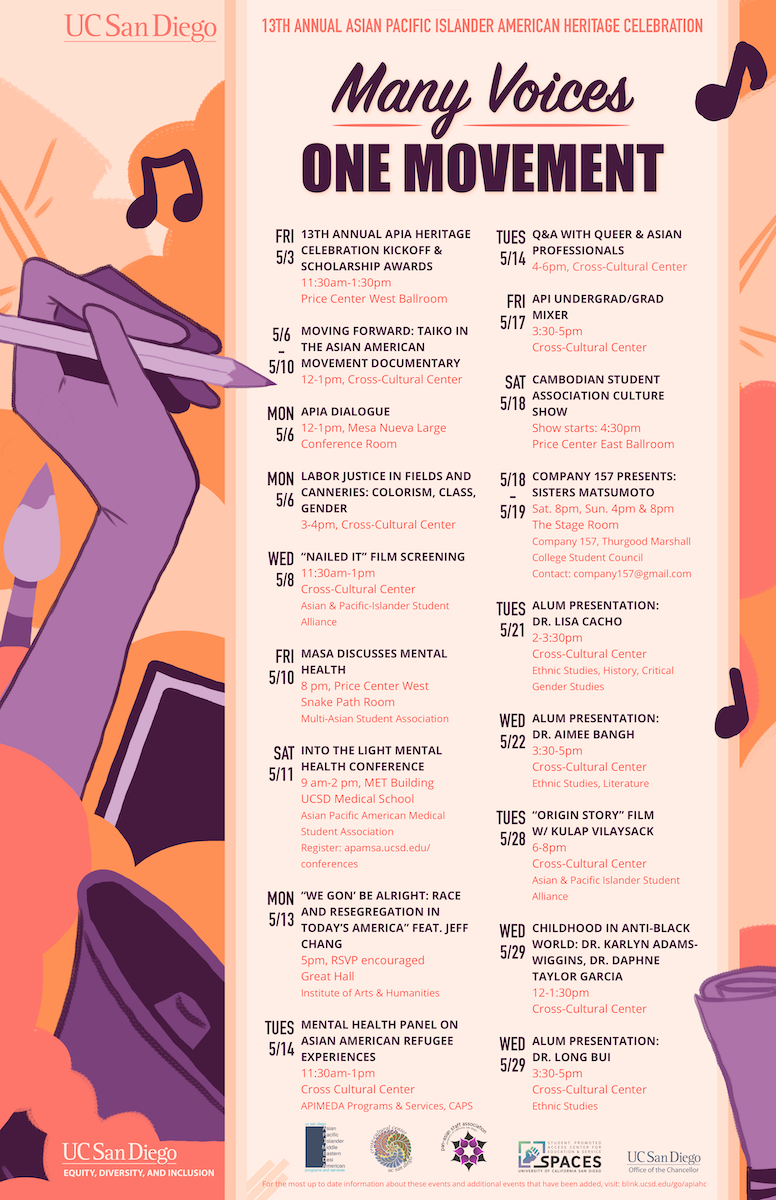 UC San Diego
13TH ANNUAL ASIAN PACIFIC ISLANDER AMERICAN HERITAGE CELEBRATION
Many Voices
ONE MOVEMENT
FRI
5/3
13TH ANNUAL APIA HERITAGE
CELEBRATION KICKOFF &
SCHOLARSHIP AWARDS
11:30am-1:30pm
Price Center West Ballroom
5/6
–
5/10
MOVING FORWARD: TAIKO IN
THE ASIAN AMERICAN
MOVEMENT DOCUMENTARY
12-1pm, Cross-Cultural Center
MON
5/6
APIA DIALOGUE
12-1pm, Mesa Nueva Large
Conference Room
MON
5/6
LABOR JUSTICE IN FIELDS AND
CANNERIES: COLORISM, CLASS,
GENDER
3-4pm, Cross-Cultural Center
WED
5/8
“NAILED IT” FILM SCREENING
11:30am-1pm
Cross-Cultural Center
Asian & Pacific-Islander Student
Alliance
FRI
5/10
MASA DISCUSSES MENTAL
HEALTH
8 pm, Price Center West
Snake Path Room
Multi-Asian Student Association
SAT
5/11
INTO THE LIGHT MENTAL
HEALTH CONFERENCE
9 am-2 pm, MET Building
UCSD Medical School
Asian Pacific American Medical
Student Association
Register: apamsa.ucsd.edu/
conferences
MON
5/13
“WE GON’ BE ALRIGHT: RACE
AND RESEGREGATION IN
TODAY’S AMERICA” FEAT. JEFF
CHANG
5pm, RSVP encouraged
Great Hall
Institute of Arts & Humanities
TUES
5/14
MENTAL HEALTH PANEL ON
ASIAN AMERICAN REFUGEE
EXPERIENCES
11:30am-1pm
Cross Cultural Center
APIMEDA Programs & Services, CAPS
TUES
5/14
Q&A WITH QUEER & ASIAN
PROFESSIONALS
4-6pm, Cross-Cultural Center
FRI
5/17
API UNDERGRAD/GRAD
MIXER
3:30-5pm
Cross-Cultural Center
SAT
5/18
CAMBODIAN STUDENT
ASSOCIATION CULTURE
SHOW
Show starts: 4:30pm
Price Center East Ballroom
5/18
–
5/19
COMPANY 157 PRESENTS:
SISTERS MATSUMOTO
Sat. 8pm, Sun. 4pm & 8pm
The Stage Room
Company 157, Thurgood Marshall
College Student Council
Contact: company157@gmail.com
TUES
5/21
ALUM PRESENTATION:
DR. LISA CACHO
2-3:30pm
Cross-Cultural Center
Ethnic Studies, History, Critical
Gender Studies
WED
5/22
ALUM PRESENTATION:
DR. AIMEE BANGH
3:30-5pm
Cross-Cultural Center
Ethnic Studies, Literature
TUES
5/28
“ORIGIN STORY” FILM
W/ KULAP VILAYSACK
6-8pm
Cross-Cultural Center
Asian & Pacific Islander Student
Alliance
WED
5/29
CHILDHOOD IN ANTI-BLACK
WORLD: DR. KARLYN ADAMS-
WIGGINS, DR. DAPHNE
TAYLOR GARCIA
12-1:30pm
Cross-Cultural Center
WED
5/29
ALUM PRESENTATION:
DR. LONG BUI
3:30-5pm
Cross-Cultural Center
Ethnic Studies
UC San Diego
EQUITY, DIVERSITY, AND INCLUSION
pan-asian staff association
STUDENT PROMOTED
ACCESS CENTER FOR
EDUCATION & SERVICE
SPACES
UNIVERSITY OF CALIFORNIA SAN DIEGO
UC San Diego
Office of the Chancellor
For the most up to date information about these events and additional events that have been added, visit: blink.ucsd.edu/go/apiahc